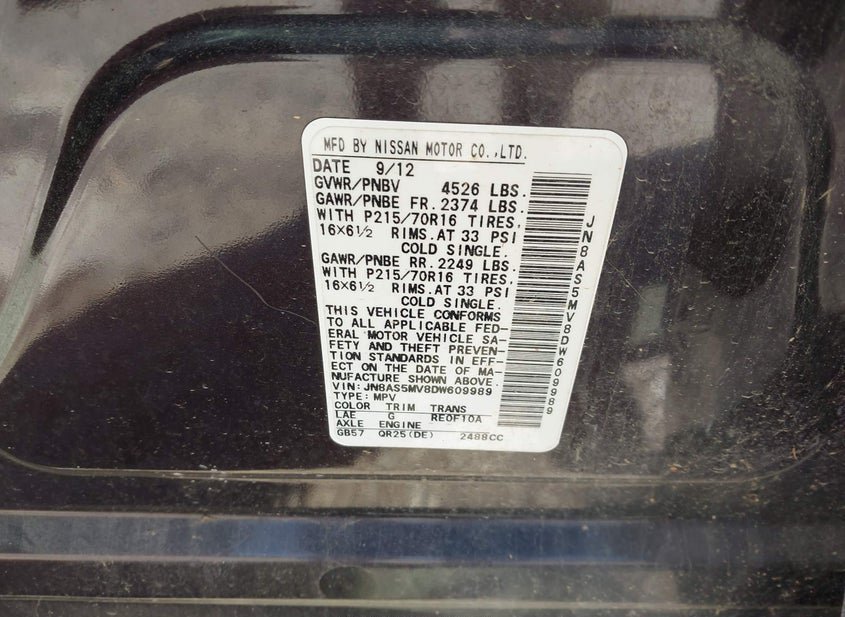 MFD BY NISSAN MOTOR CO.,LTD.
DATE 9/12
GVWR/PNBV 4526 LBS.
GAWR/PNBE FR. 2374 LBS.
WITH P215/70R16 TIRES,
16×6½ RIMS.AT 33 PSI
COLD SINGLE.
GAWR/PNBE RR. 2249 LBS.
WITH P215/70R16 TIRES,
16×6½ RIMS.AT 33 PSI
COLD SINGLE.
THIS VEHICLE CONFORMS
TO ALL APPLICABLE FED-
ERAL MOTOR VEHICLE SA-
FETY AND THEFT PREVEN-
TION STANDARDS IN EFF-
ECT ON THE DATE OF MA-
NUFACTURE SHOWN ABOVE.
VIN: JN8AS5MV8DW609989
TYPE: MPV
COLOR TRIM TRANS
LAE G RE0F10A
AXLE ENGINE
GB57 QR25(DE) 2488CC
JN8AS5MV8DW609989